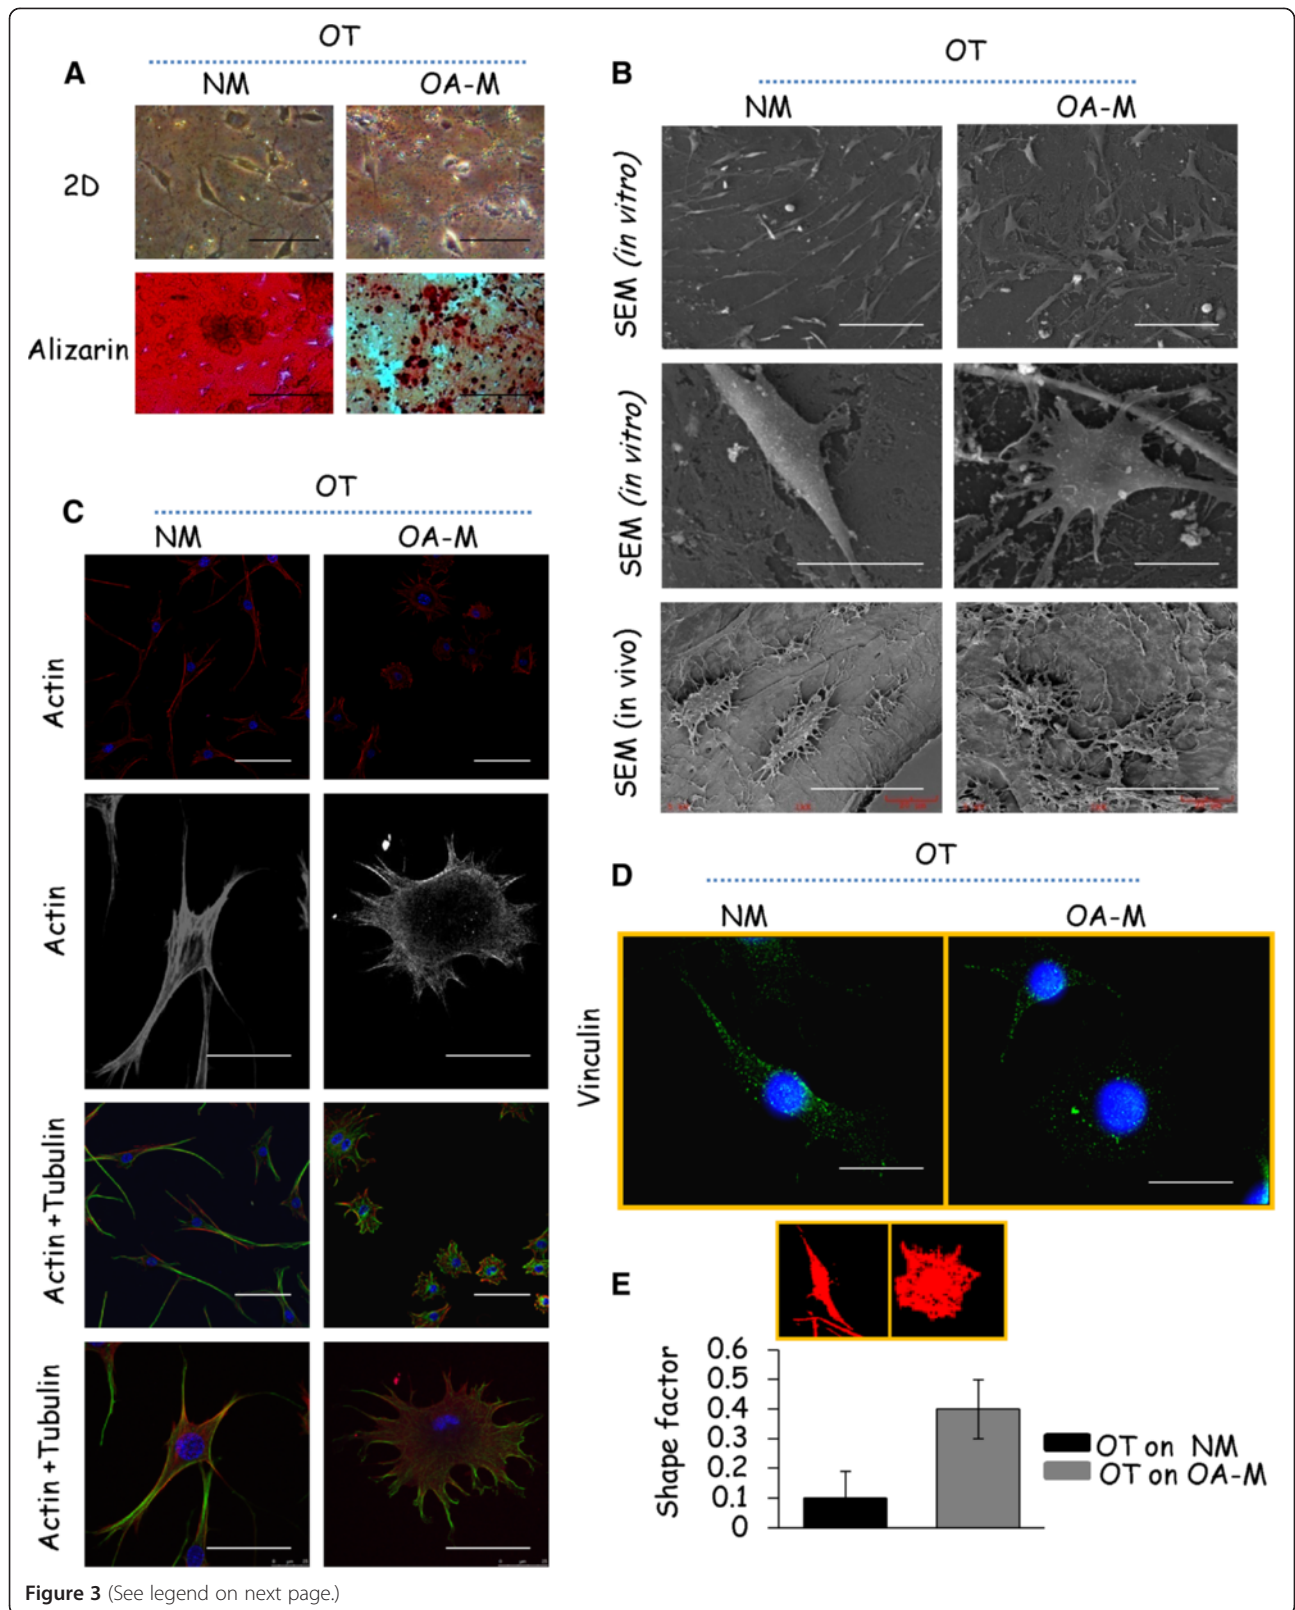 A
OT
NM OA-M
2D
Alizarin
B
OT
NM OA-M
SEM (in vitro)
SEM (in vitro)
SEM (in vivo)
C
OT
NM OA-M
Actin
Actin
Actin+Tubulin
Actin+Tubulin
D
OT
NM OA-M
Vinculin
E
Shape factor
0.6
0.5
0.4
0.3
0.2
0.1
0
OT on NM
OT on OA-M
Figure 3 (See legend on next page.)